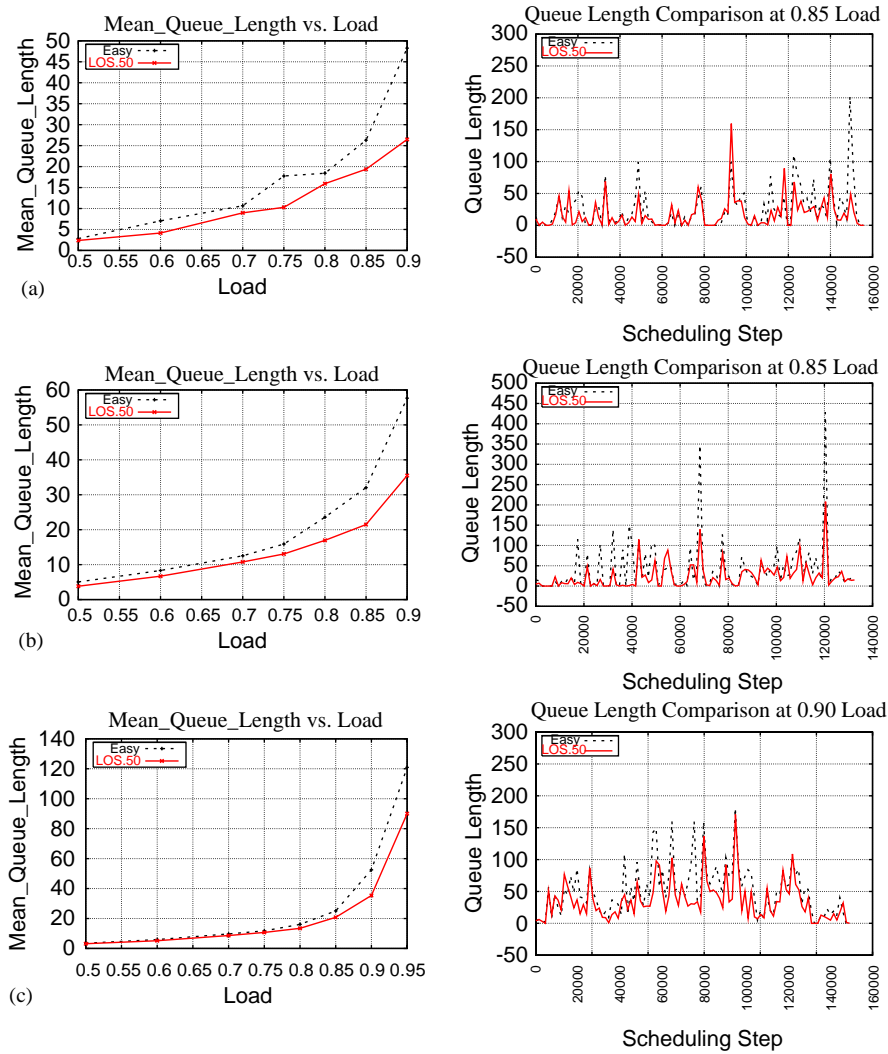 Mean_Queue_Length vs. Load
Easy
LOS.50
Mean_Queue_Length
50
45
40
35
30
25
20
15
10
5
0
0.5 0.55 0.6 0.65 0.7 0.75 0.8 0.85 0.9
Load
(a)
Queue Length Comparison at 0.85 Load
Easy
LOS.50
Queue Length
300
250
200
150
100
50
0
-50
0 20000 40000 60000 80000 100000 120000 140000 160000
Scheduling Step
Mean_Queue_Length vs. Load
Easy
LOS.50
Mean_Queue_Length
60
50
40
30
20
10
0
0.5 0.55 0.6 0.65 0.7 0.75 0.8 0.85 0.9
Load
(b)
Queue Length Comparison at 0.85 Load
Easy
LOS.50
Queue Length
500
450
400
350
300
250
200
150
100
50
0
-50
0 20000 40000 60000 80000 100000 120000 140000
Scheduling Step
Mean_Queue_Length vs. Load
Easy
LOS.50
Mean_Queue_Length
140
120
100
80
60
40
20
0
0.5 0.55 0.6 0.65 0.7 0.75 0.8 0.85 0.9 0.95
Load
(c)
Queue Length Comparison at 0.90 Load
Easy
LOS.50
Queue Length
300
250
200
150
100
50
0
-50
0 20000 40000 60000 80000 100000 120000 140000 160000
Scheduling Step